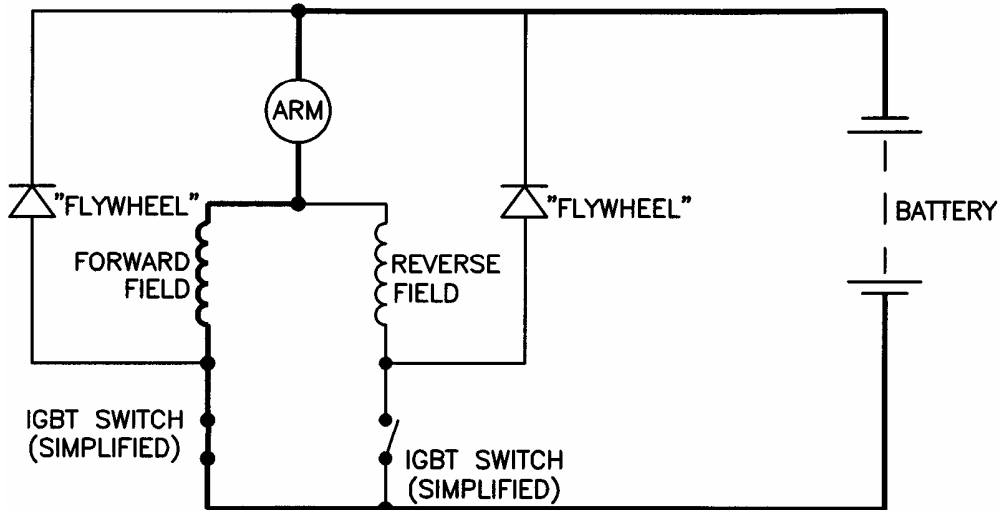 ARM
"FLYWHEEL"
"FLYWHEEL"
BATTERY
FORWARD
FIELD
REVERSE
FIELD
IGBT SWITCH
(SIMPLIFIED)
IGBT SWITCH
(SIMPLIFIED)